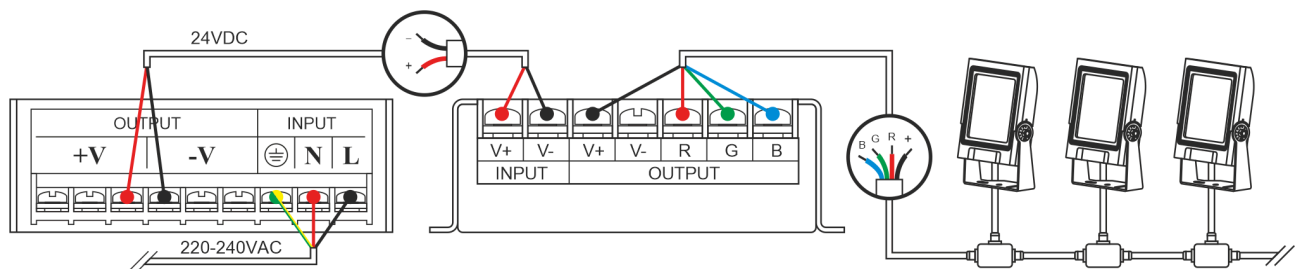 24VDC
−
+
OUTPUT INPUT
+V -V N L
220-240VAC
V+ V- V+ V- R G B
INPUT OUTPUT
B G R +